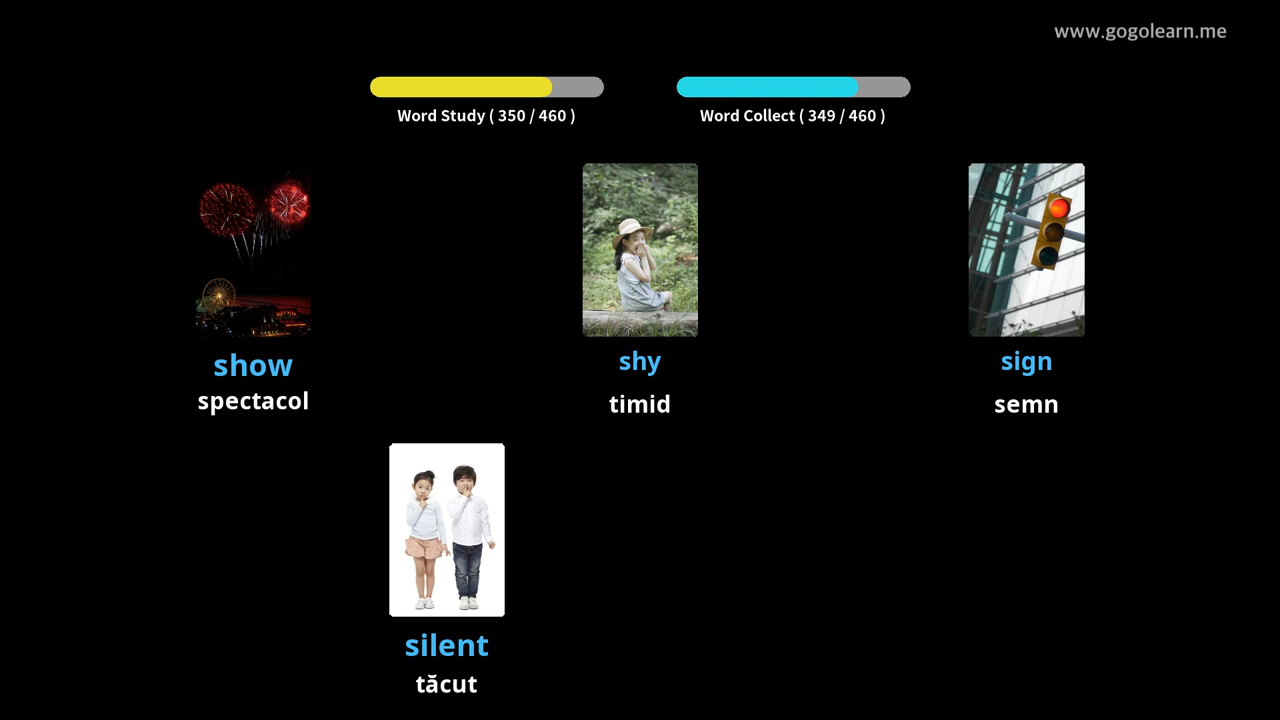 www.gogolearn.me
Word Study ( 350 / 460 )
Word Collect ( 349 / 460 )
show
spectacol
shy
timid
sign
semn
silent
tăcut